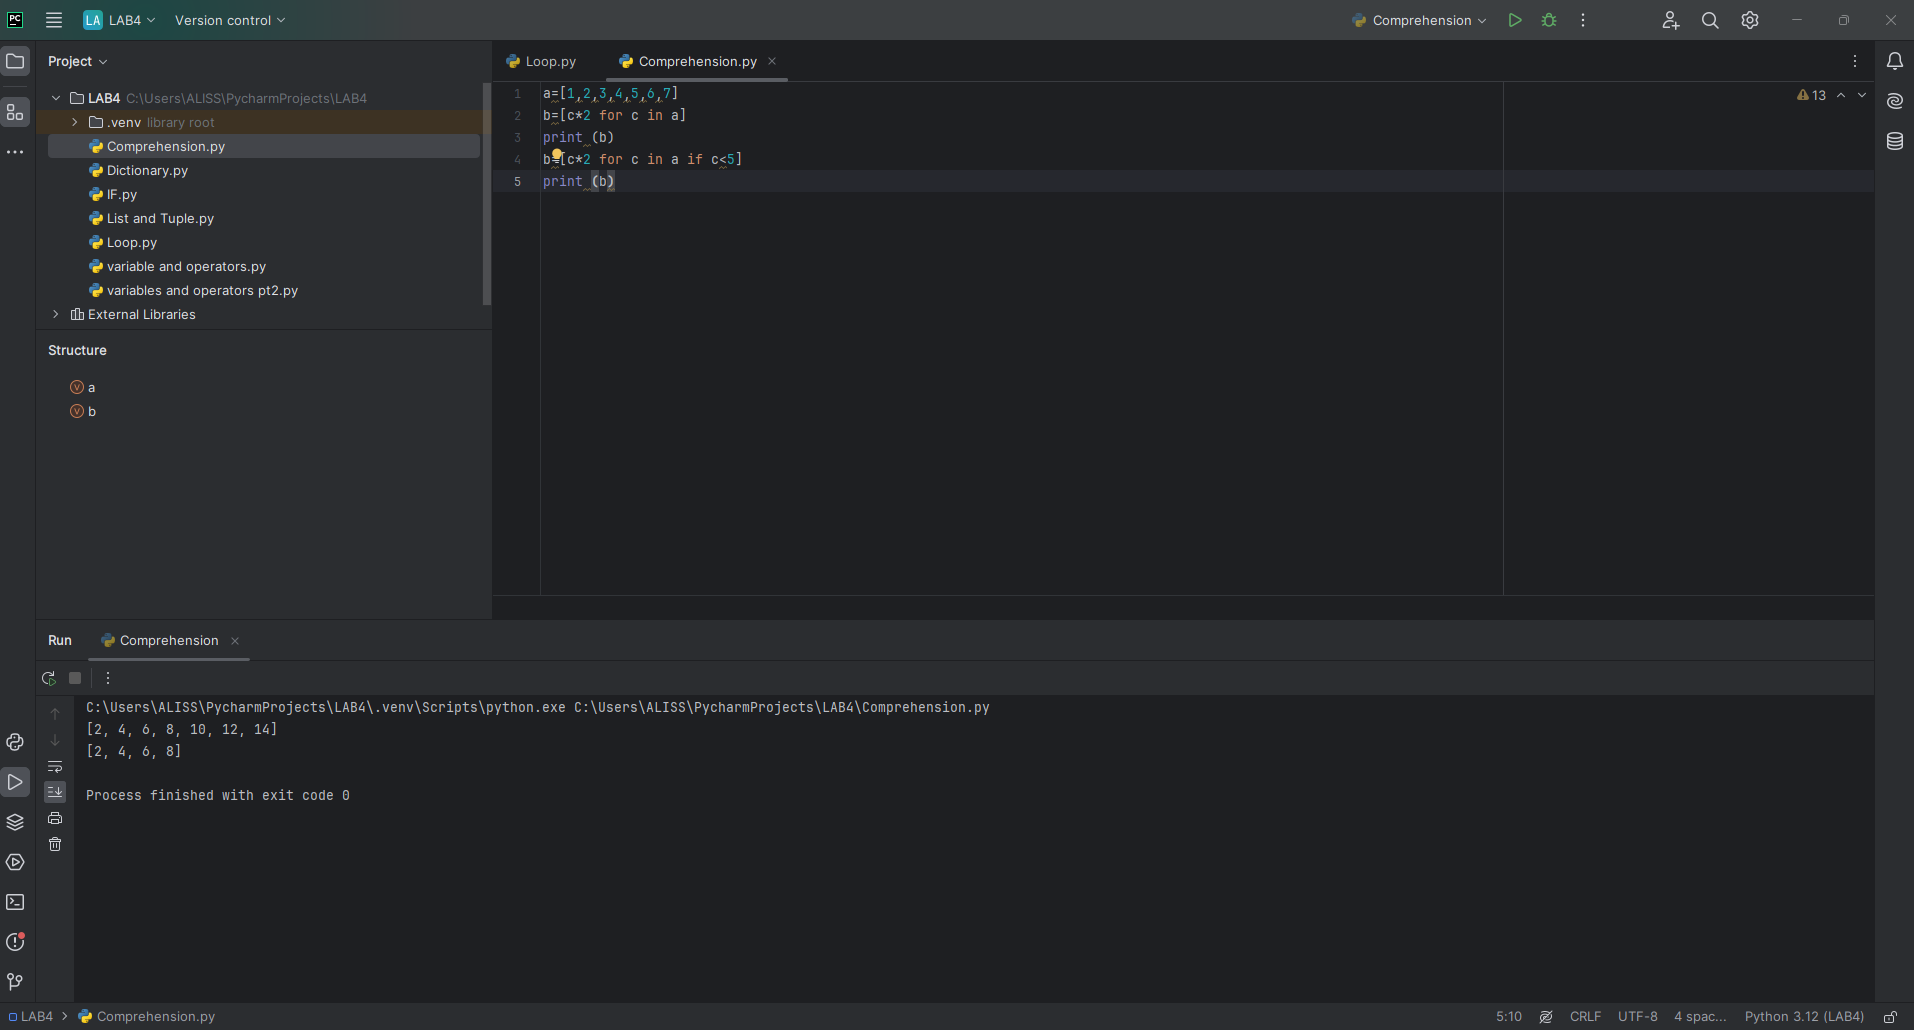 PC
LA LAB4 Version control Comprehension
Project
Loop.py Comprehension.py
LAB4 C:\Users\ALISS\PycharmProjects\LAB4
.venv library root
Comprehension.py
Dictionary.py
IF.py
List and Tuple.py
Loop.py
variable and operators.py
variables and operators pt2.py
External Libraries
Structure
v a
v b
1 a=[1,2,3,4,5,6,7]
2 b=[c*2 for c in a]
3 print (b)
4 b=[c*2 for c in a if c<5]
5 print (b)
13
Run Comprehension
C:\Users\ALISS\PycharmProjects\LAB4\.venv\Scripts\python.exe C:\Users\ALISS\PycharmProjects\LAB4\Comprehension.py
[2, 4, 6, 8, 10, 12, 14]
[2, 4, 6, 8]
Process finished with exit code 0
LAB4 > Comprehension.py 5:10 CRLF UTF-8 4 spac... Python 3.12 (LAB4)